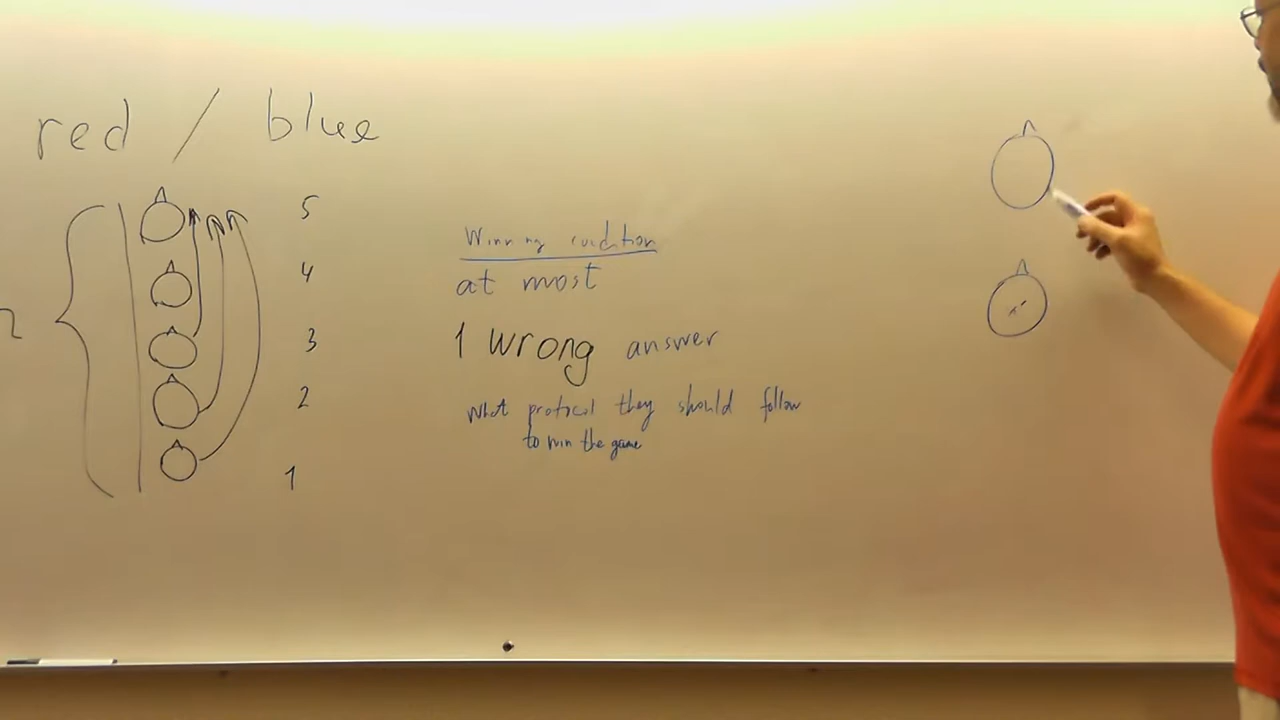 red / blue
5
4
3
2
1
Winning condition
at most
1 wrong answer
What protocol they should follow
to win the game